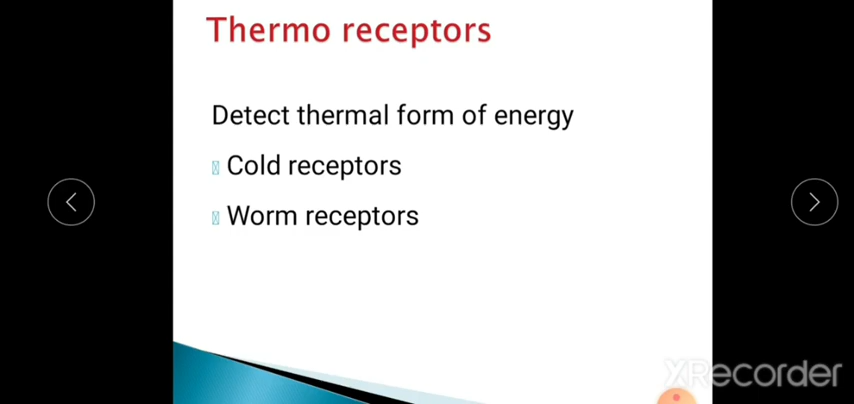 Thermo receptors
Detect thermal form of energy
Cold receptors
Worm receptors
XRecorder